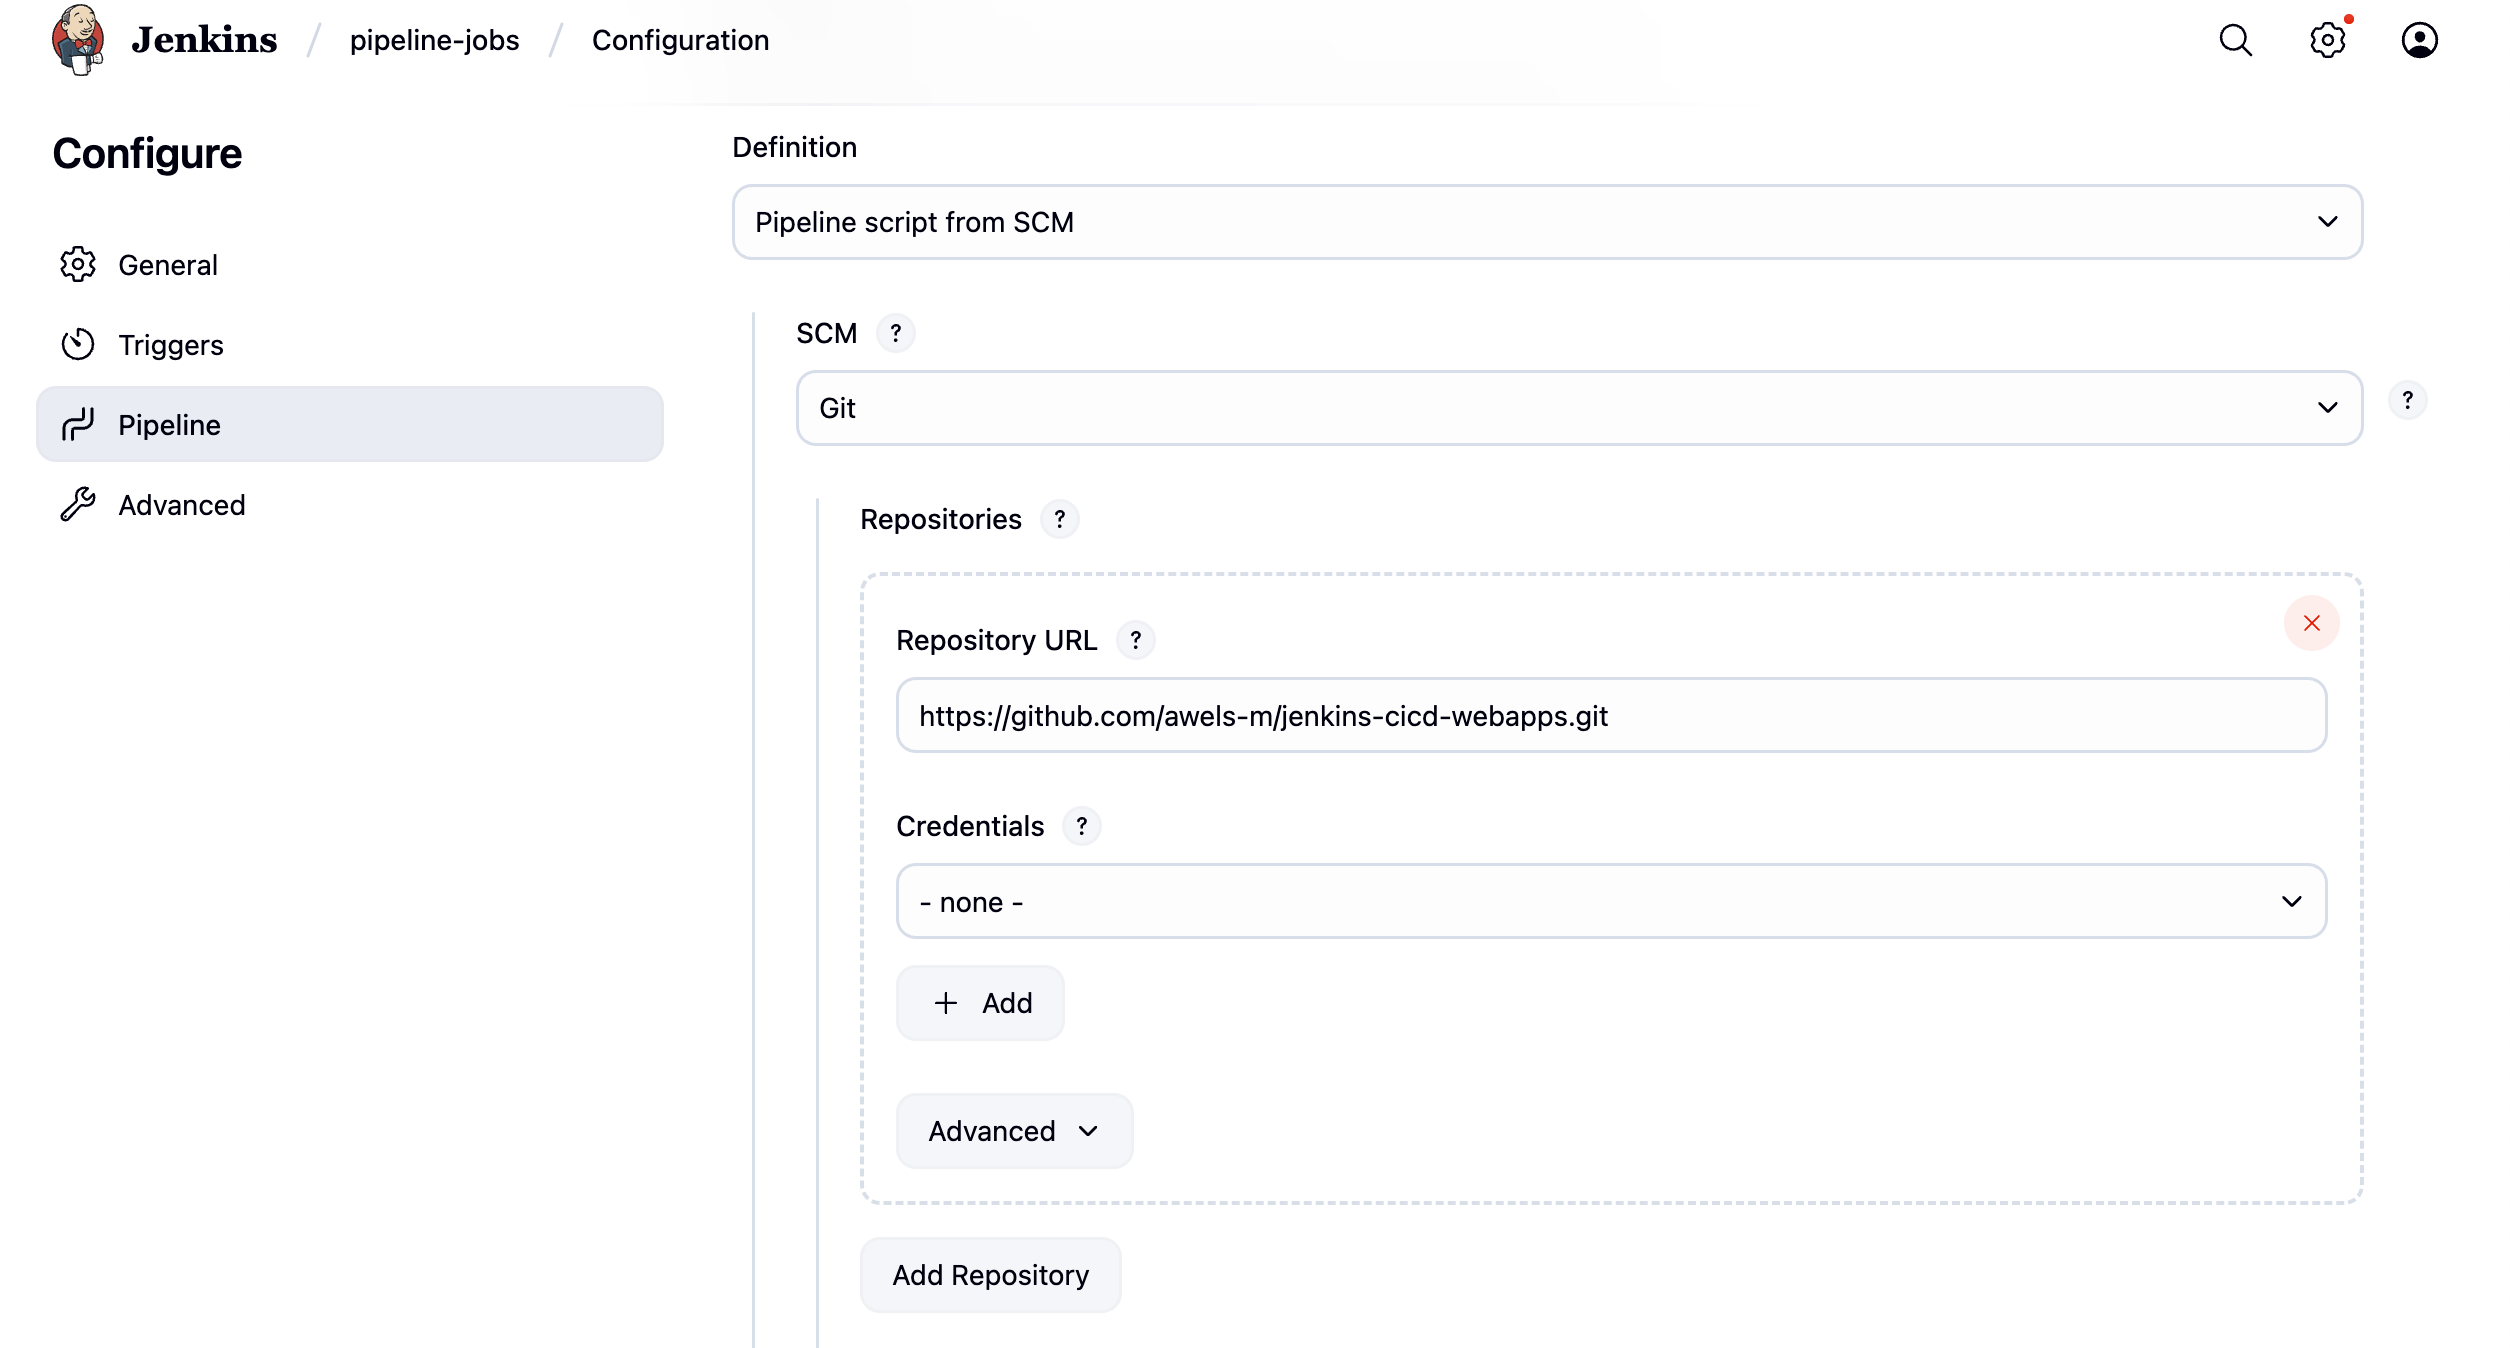 Jenkins / pipeline-jobs / Configuration
Configure
General
Triggers
Pipeline
Advanced
Definition
Pipeline script from SCM
SCM ?
Git
?
Repositories ?
Repository URL ?
https://github.com/awels-m/jenkins-cicd-webapps.git
Credentials ?
- none -
+ Add
Advanced
Add Repository